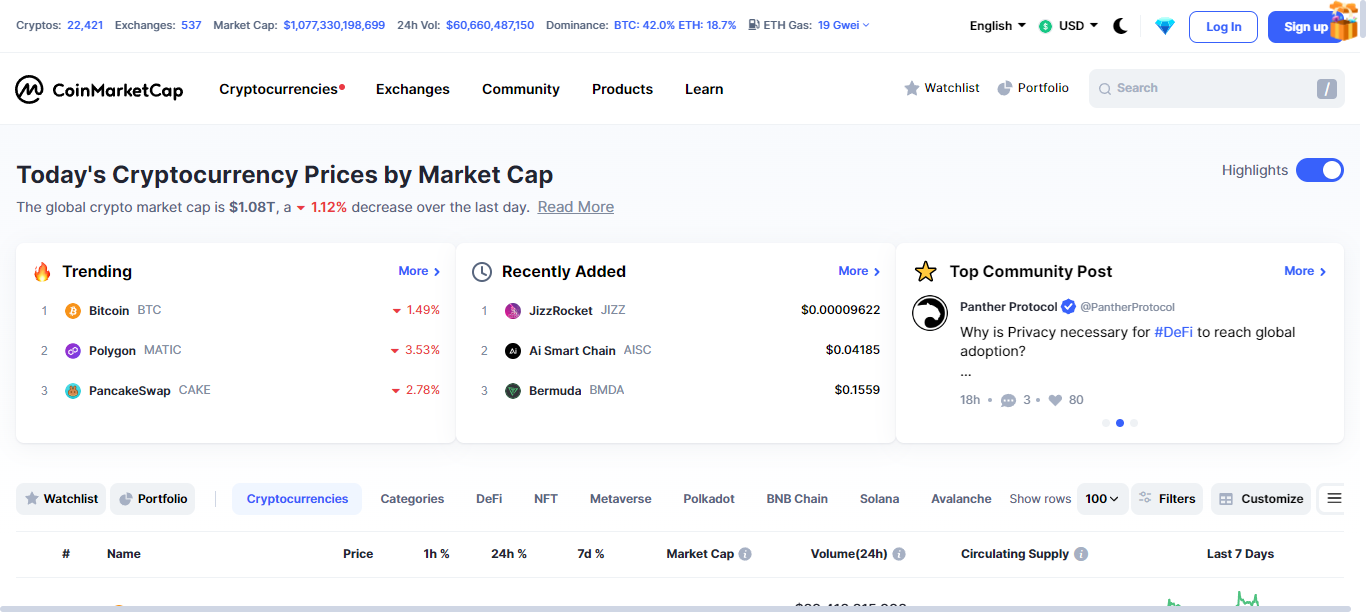 Cryptos: 22,421 Exchanges: 537 Market Cap: $1,077,330,198,699 24h Vol: $60,660,487,150 Dominance: BTC: 42.0% ETH: 18.7% ETH Gas: 19 Gwei English USD Log In Sign up
CoinMarketCap Cryptocurrencies Exchanges Community Products Learn Watchlist Portfolio Search /
Today's Cryptocurrency Prices by Market Cap Highlights
The global crypto market cap is $1.08T, a 1.12% decrease over the last day. Read More
Trending More
1 Bitcoin BTC 1.49%
2 Polygon MATIC 3.53%
3 PancakeSwap CAKE 2.78%
Recently Added More
1 JizzRocket JIZZ $0.00009622
2 Ai Smart Chain AISC $0.04185
3 Bermuda BMDA $0.1559
Top Community Post More
Panther Protocol @PantherProtocol
Why is Privacy necessary for #DeFi to reach global
adoption?
...
18h • 3 • 80
Watchlist Portfolio Cryptocurrencies Categories DeFi NFT Metaverse Polkadot BNB Chain Solana Avalanche Show rows 100 Filters Customize
# Name Price 1h % 24h % 7d % Market Cap Volume(24h) Circulating Supply Last 7 Days